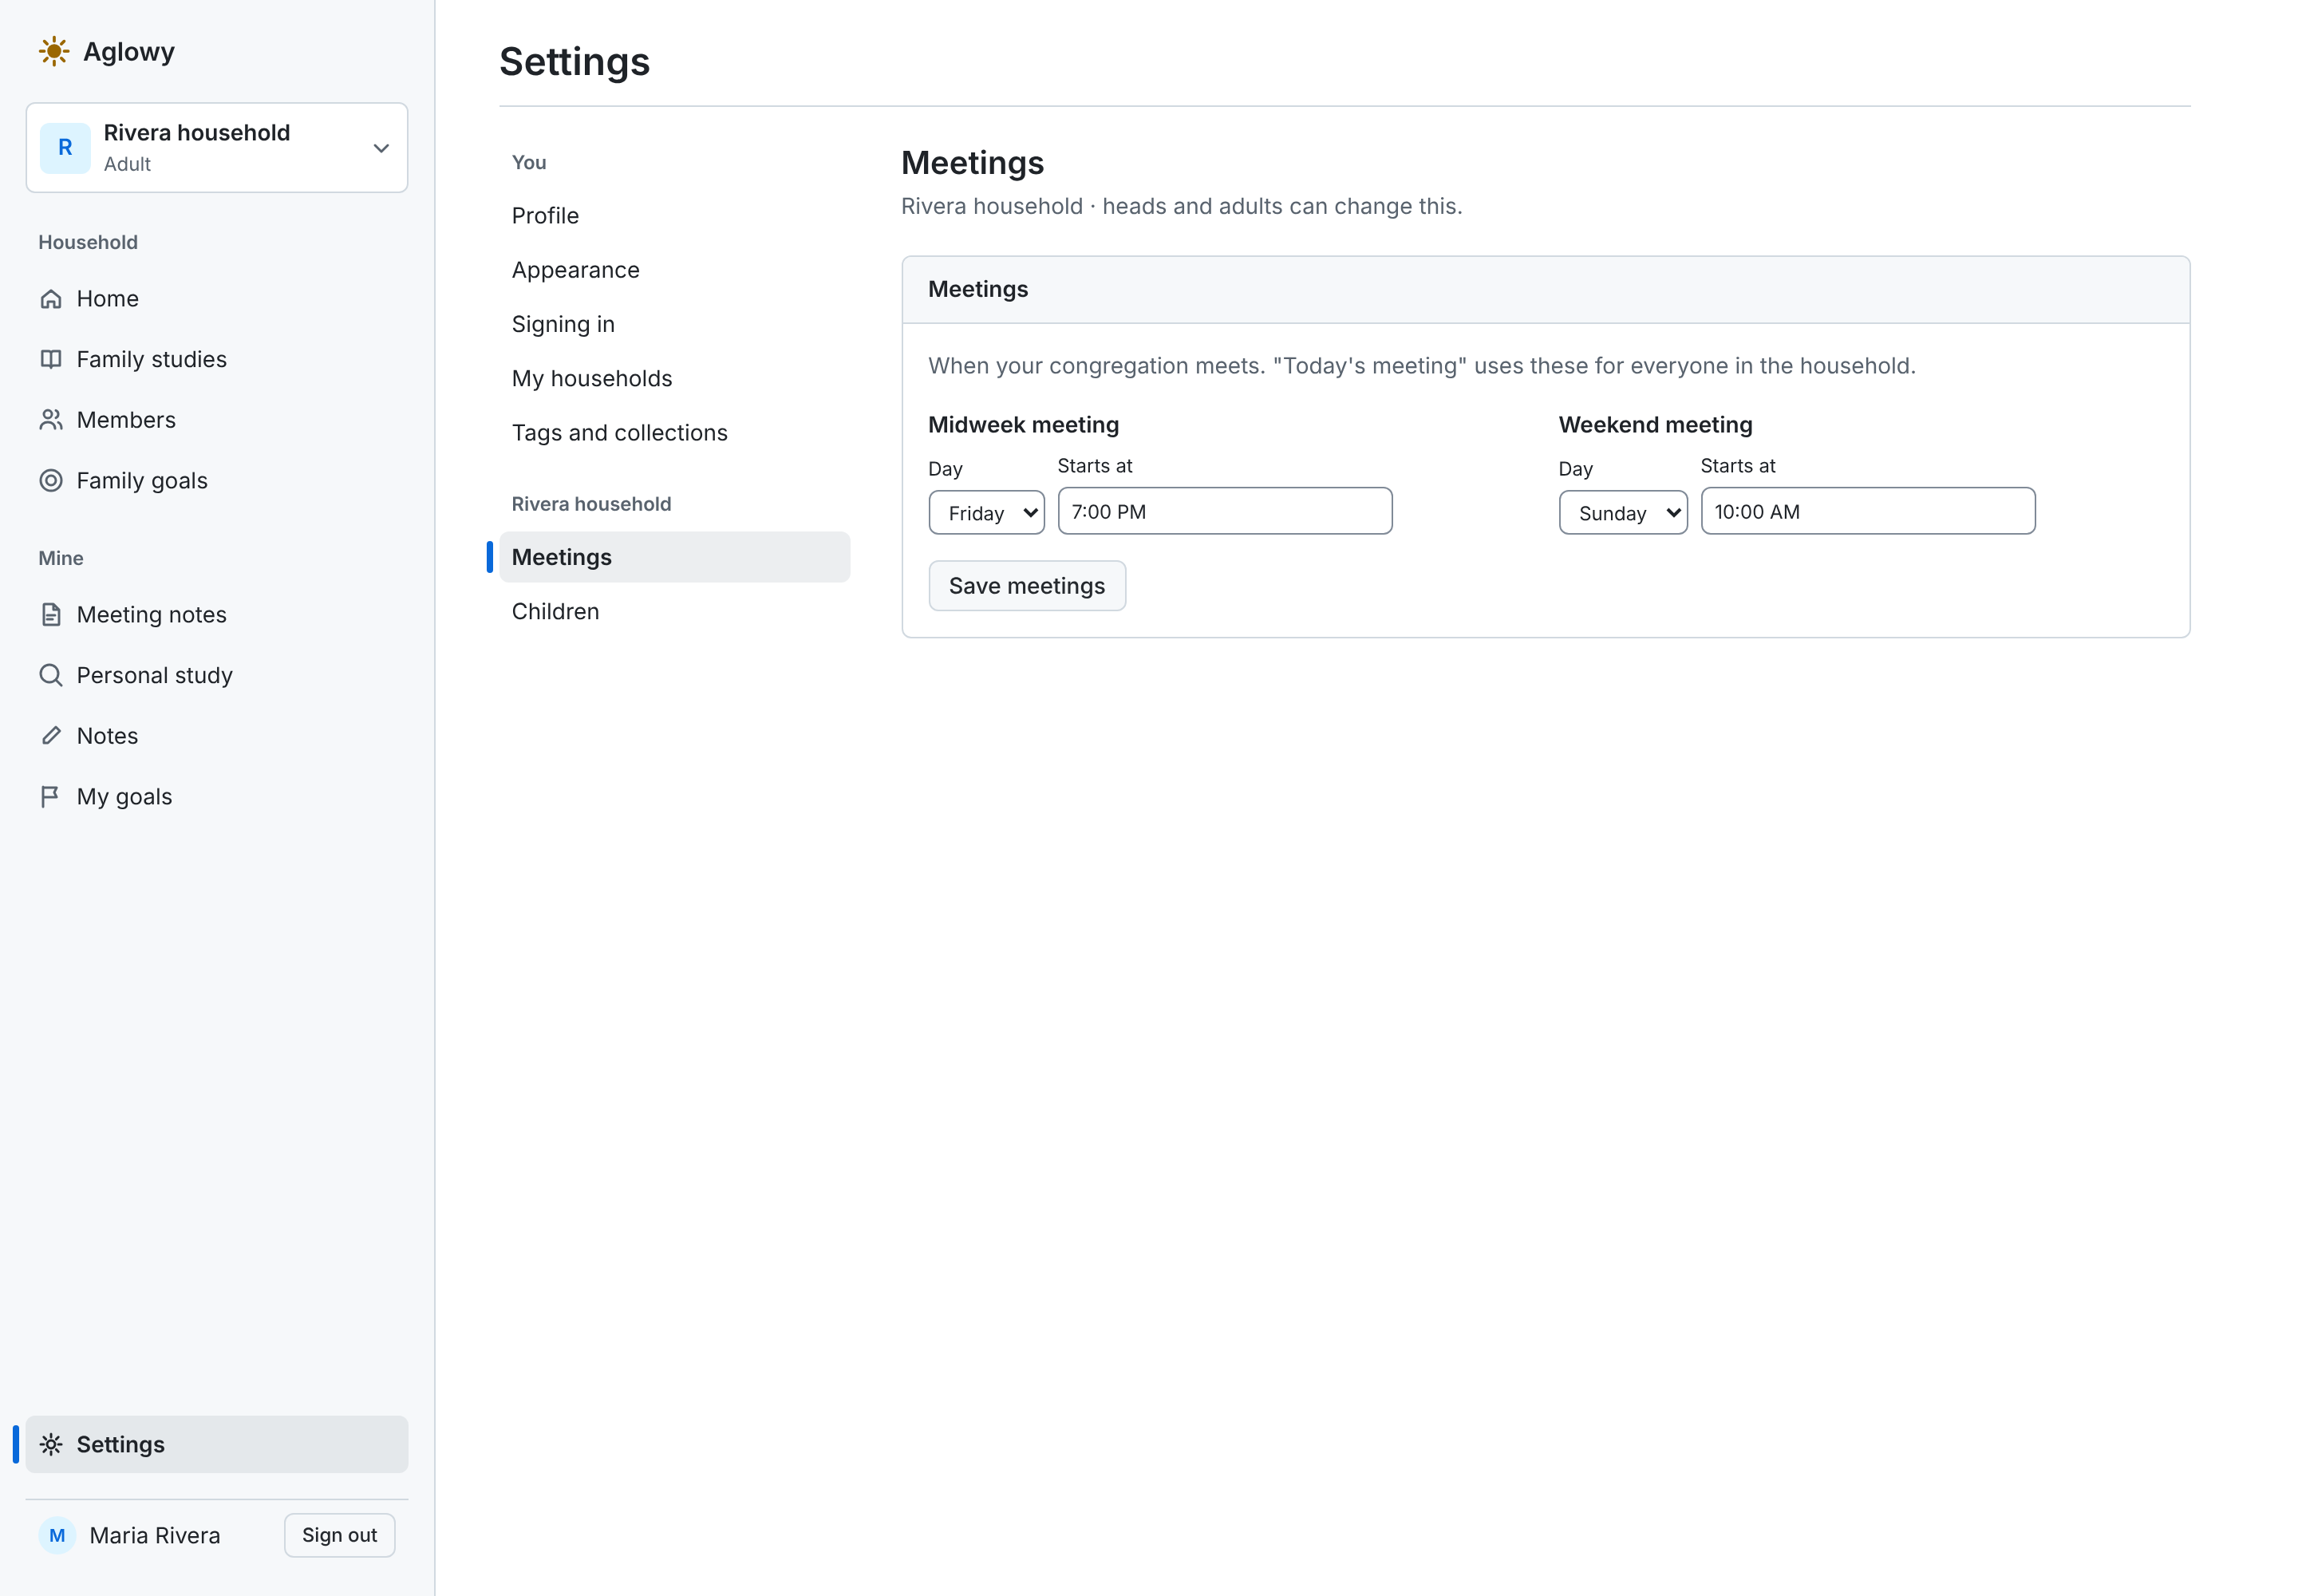 Aglowy
R
Rivera household
Adult
Household
Home
Family studies
Members
Family goals
Mine
Meeting notes
Personal study
Notes
My goals
Settings
M
Maria Rivera
Sign out
Settings
You
Profile
Appearance
Signing in
My households
Tags and collections
Rivera household
Meetings
Children
Meetings
Rivera household · heads and adults can change this.
Meetings
When your congregation meets. "Today's meeting" uses these for everyone in the household.
Midweek meeting
Day
Starts at
Friday
7:00 PM
Weekend meeting
Day
Starts at
Sunday
10:00 AM
Save meetings